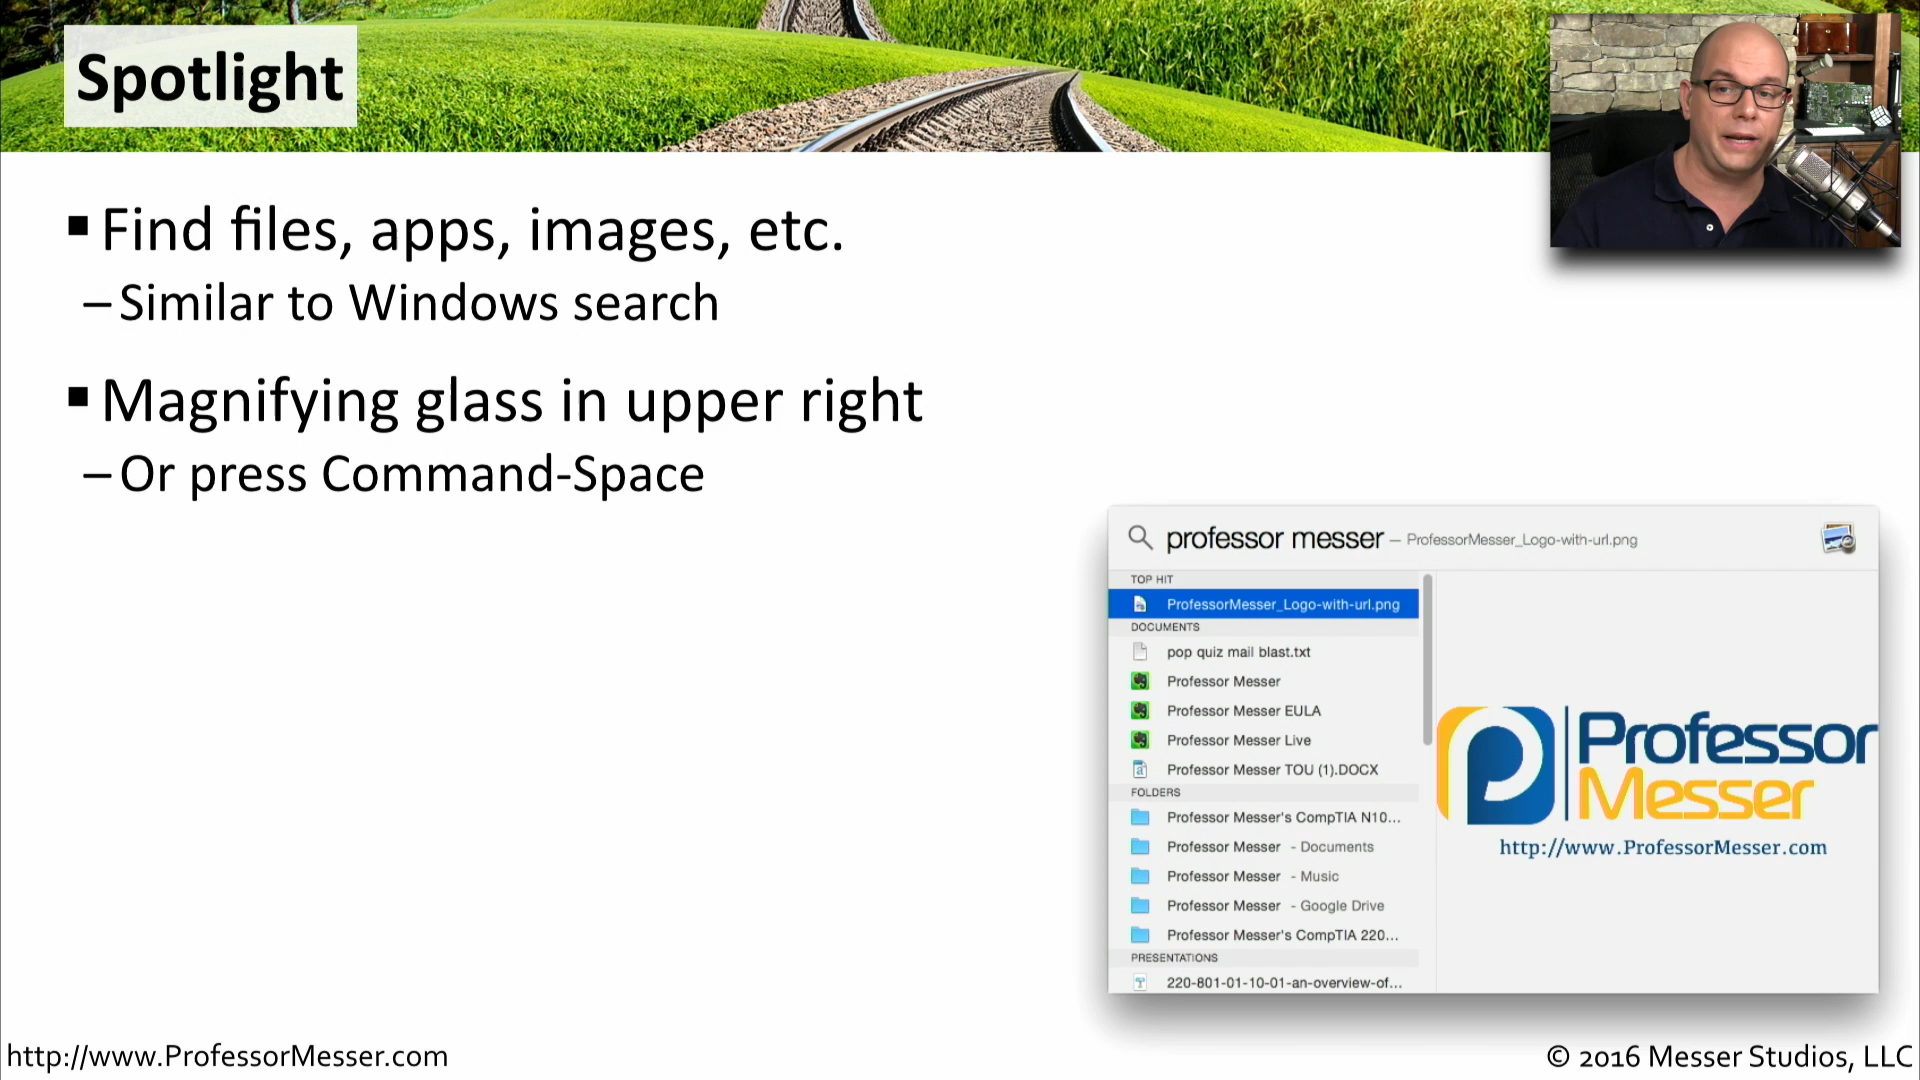 Spotlight
▪ Find files, apps, images, etc.
– Similar to Windows search
▪ Magnifying glass in upper right
– Or press Command-Space
professor messer – ProfessorMesser_Logo-with-url.png
TOP HIT
ProfessorMesser_Logo-with-url.png
DOCUMENTS
pop quiz mail blast.txt
Professor Messer
Professor Messer EULA
Professor Messer Live
Professor Messer TOU (1).DOCX
FOLDERS
Professor Messer's CompTIA N10...
Professor Messer - Documents
Professor Messer - Music
Professor Messer - Google Drive
Professor Messer's CompTIA 220...
PRESENTATIONS
220-801-01-10-01-an-overview-of...
Professor
Messer
http://www.ProfessorMesser.com
http://www.ProfessorMesser.com
© 2016 Messer Studios, LLC